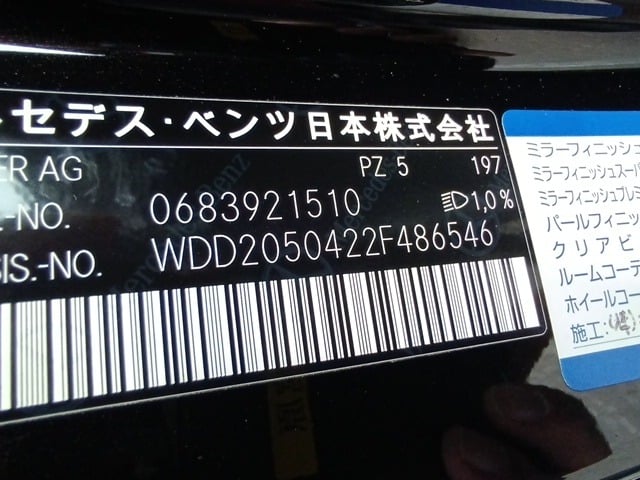 セデス・ベンツ日本株式会社
ER AG PZ 5 197
-NO. 0683921510 1,0%
SIS.-NO. WDD2050422F486546
ミラーフィニッシュ
ミラーフィニッシュスーパ
ミラーフィニッシュプレ
パールフィニッシ
クリアビ
ルームコーテ
ホイールコー
施工: